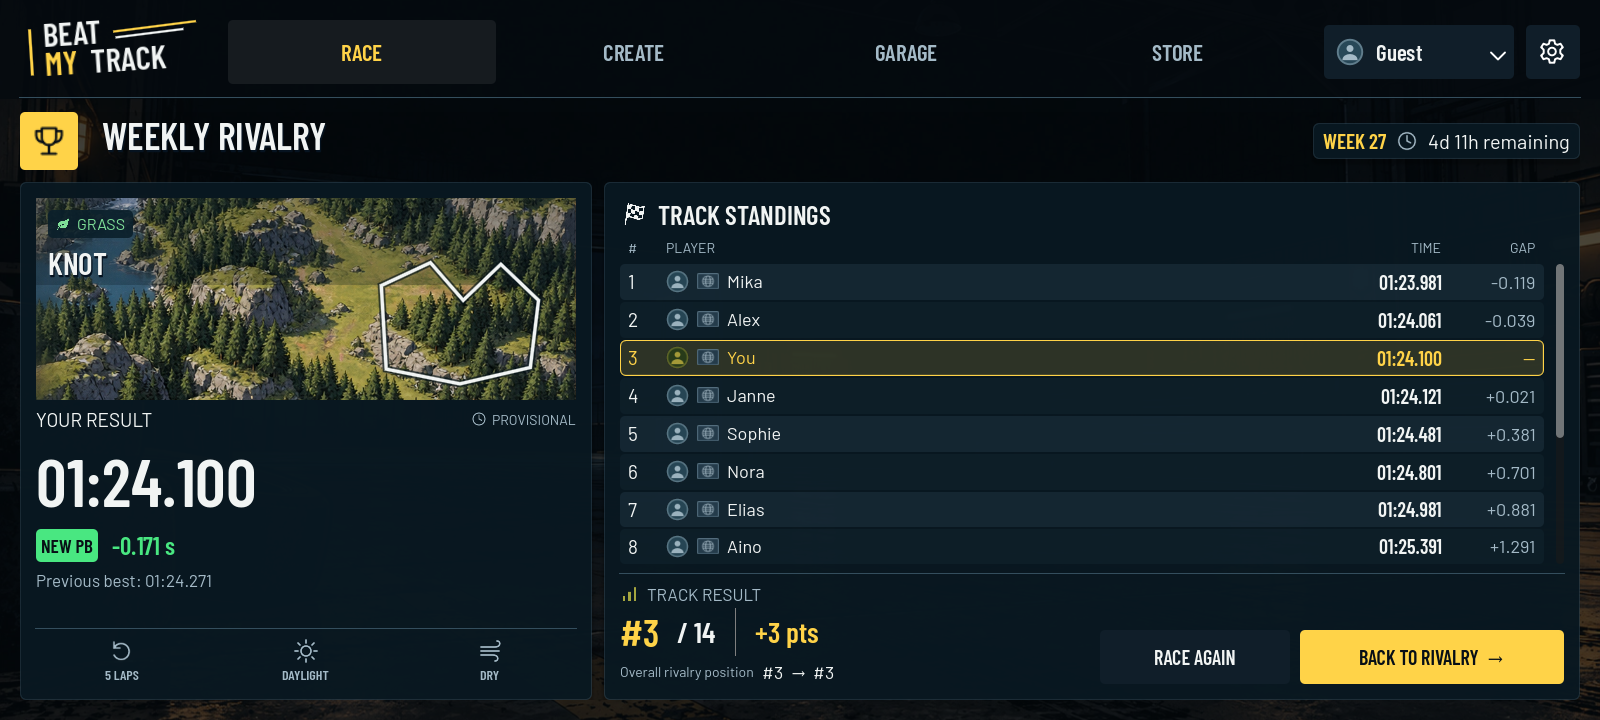 BEAT
MY TRACK
RACE
CREATE
GARAGE
STORE
Guest
WEEKLY RIVALRY
WEEK 27 4d 11h remaining
GRASS
KNOT
YOUR RESULT
PROVISIONAL
01:24.100
NEW PB -0.171 s
Previous best: 01:24.271
5 LAPS
DAYLIGHT
DRY
TRACK STANDINGS
# PLAYER TIME GAP
1 Mika 01:23.981 -0.119
2 Alex 01:24.061 -0.039
3 You 01:24.100 —
4 Janne 01:24.121 +0.021
5 Sophie 01:24.481 +0.381
6 Nora 01:24.801 +0.701
7 Elias 01:24.981 +0.881
8 Aino 01:25.391 +1.291
TRACK RESULT
#3 / 14 +3 pts
Overall rivalry position #3 → #3
RACE AGAIN
BACK TO RIVALRY →